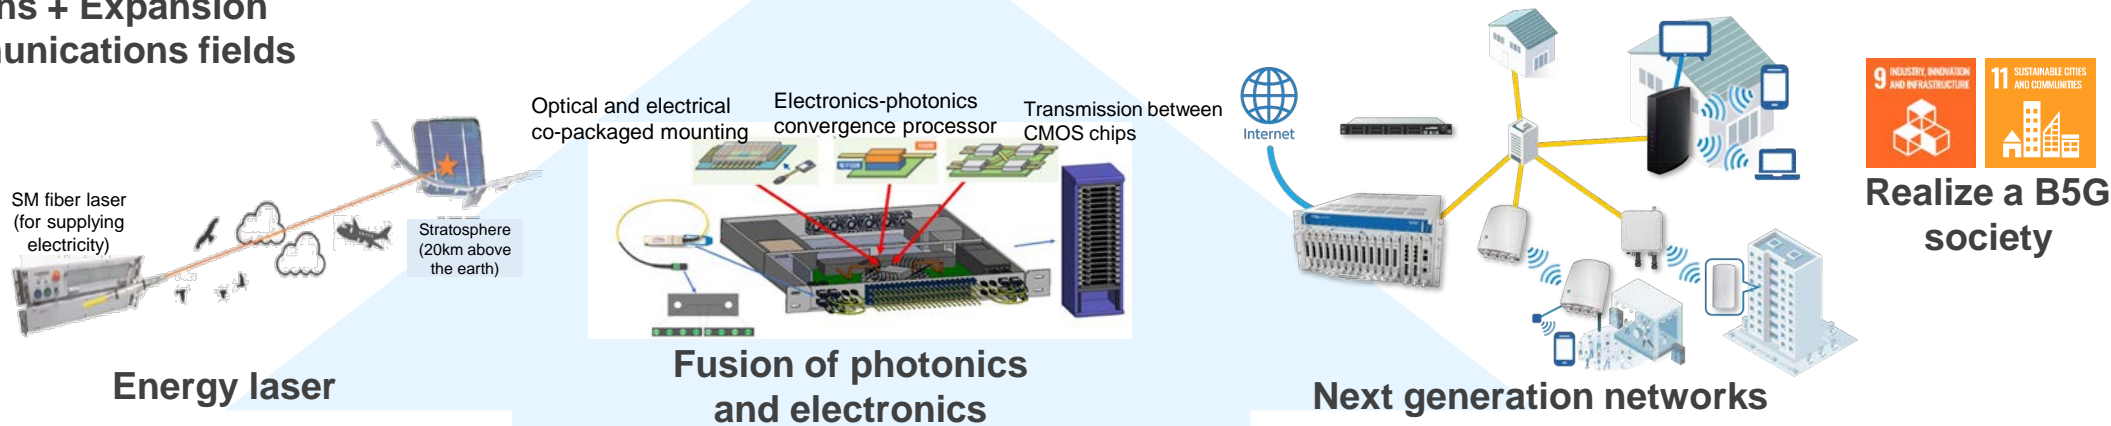 ns + Expansion
munications fields
SM fiber laser
(for supplying
electricity)
Stratosphere
(20km above
the earth)
Energy laser
Optical and electrical
co-packaged mounting
Electronics-photonics
convergence processor
Transmission between
CMOS chips
Fusion of photonics
and electronics
Internet
Next generation networks
9 INDUSTRY, INNOVATION
AND INFRASTRUCTURE
11 SUSTAINABLE CITIES
AND COMMUNITIES
Realize a B5G
society